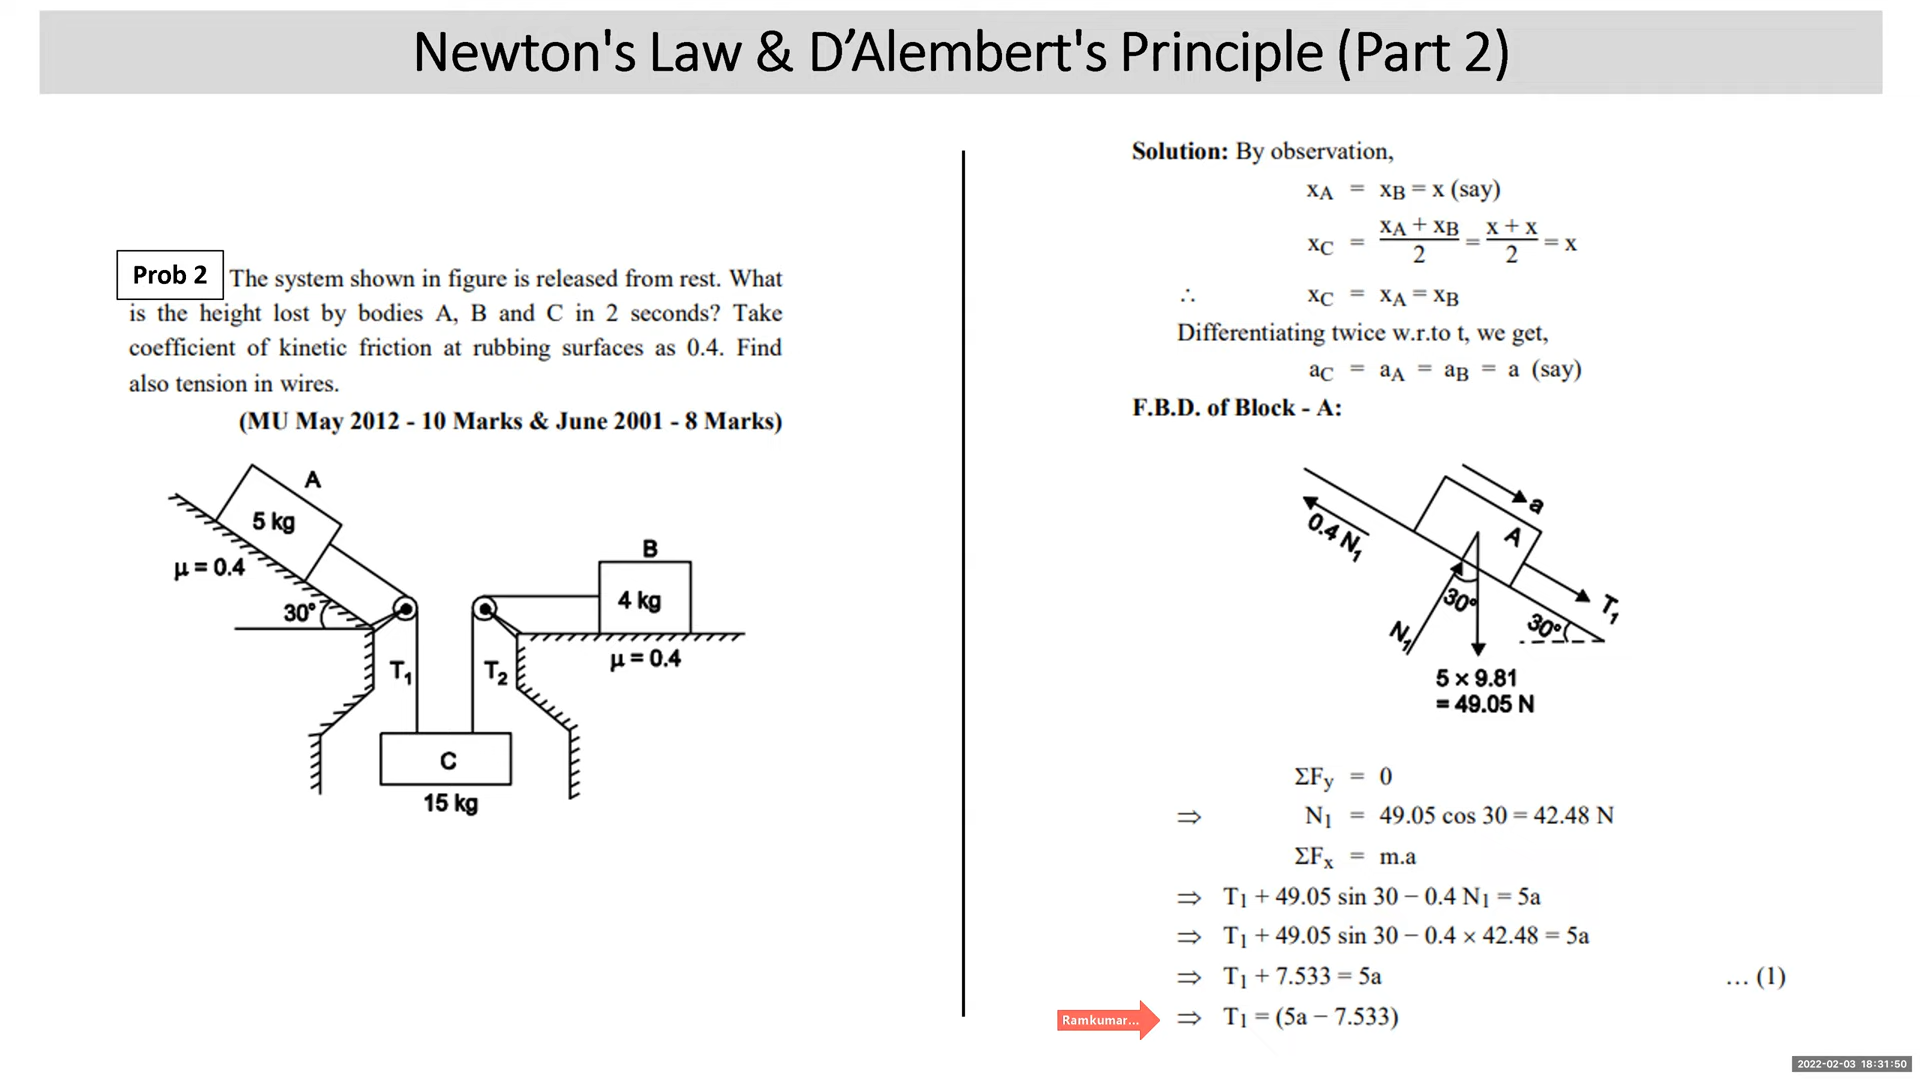 Newton's Law & D’Alembert's Principle (Part 2)
Prob 2 The system shown in figure is released from rest. What
is the height lost by bodies A, B and C in 2 seconds? Take
coefficient of kinetic friction at rubbing surfaces as 0.4. Find
also tension in wires.
(MU May 2012 - 10 Marks & June 2001 - 8 Marks)
A
5 kg
μ = 0.4
30°
B
4 kg
μ = 0.4
T1
T2
C
15 kg
Solution: By observation,
xA = xB = x (say)
xC = (xA + xB)/2 = (x + x)/2 = x
∴ xC = xA = xB
Differentiating twice w.r.to t, we get,
aC = aA = aB = a (say)
F.B.D. of Block - A:
a
A
0.4 N1
T1
30°
30°
N1
5 × 9.81
= 49.05 N
ΣFy = 0
⇒ N1 = 49.05 cos 30 = 42.48 N
ΣFx = m.a
⇒ T1 + 49.05 sin 30 − 0.4 N1 = 5a
⇒ T1 + 49.05 sin 30 − 0.4 × 42.48 = 5a
⇒ T1 + 7.533 = 5a … (1)
Ramkumar... ⇒ T1 = (5a − 7.533)
2022-02-03 18:31:50